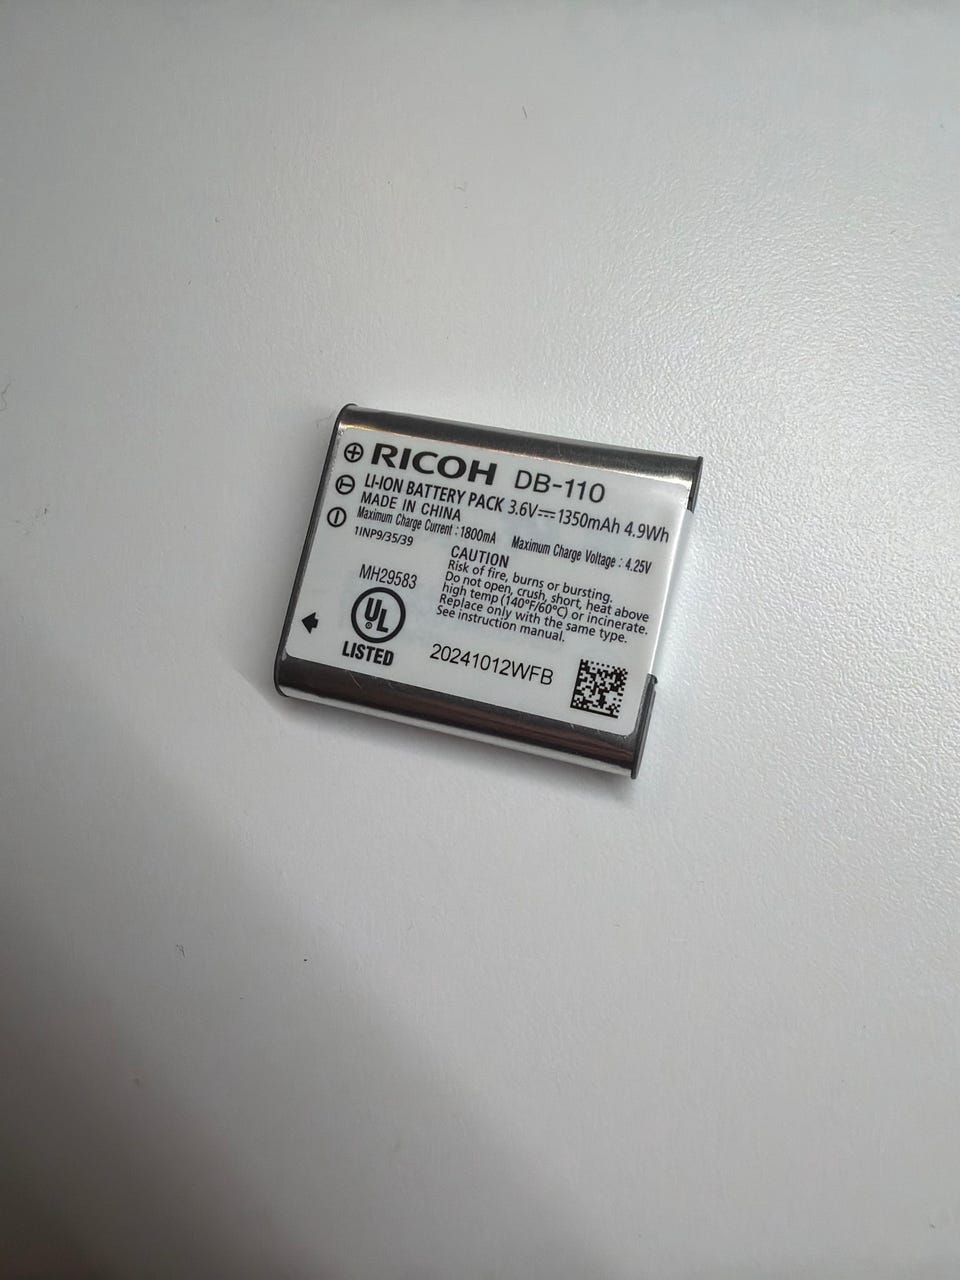 RICOH DB-110
LI-ION BATTERY PACK 3.6V⎓1350mAh 4.9Wh
MADE IN CHINA
Maximum Charge Current : 1800mA Maximum Charge Voltage : 4.25V
1INP9/35/39
CAUTION
Risk of fire, burns or bursting.
Do not open, crush, short, heat above
high temp (140°F/60°C) or incinerate.
Replace only with the same type.
See instruction manual.
MH29583
UL
LISTED
20241012WFB